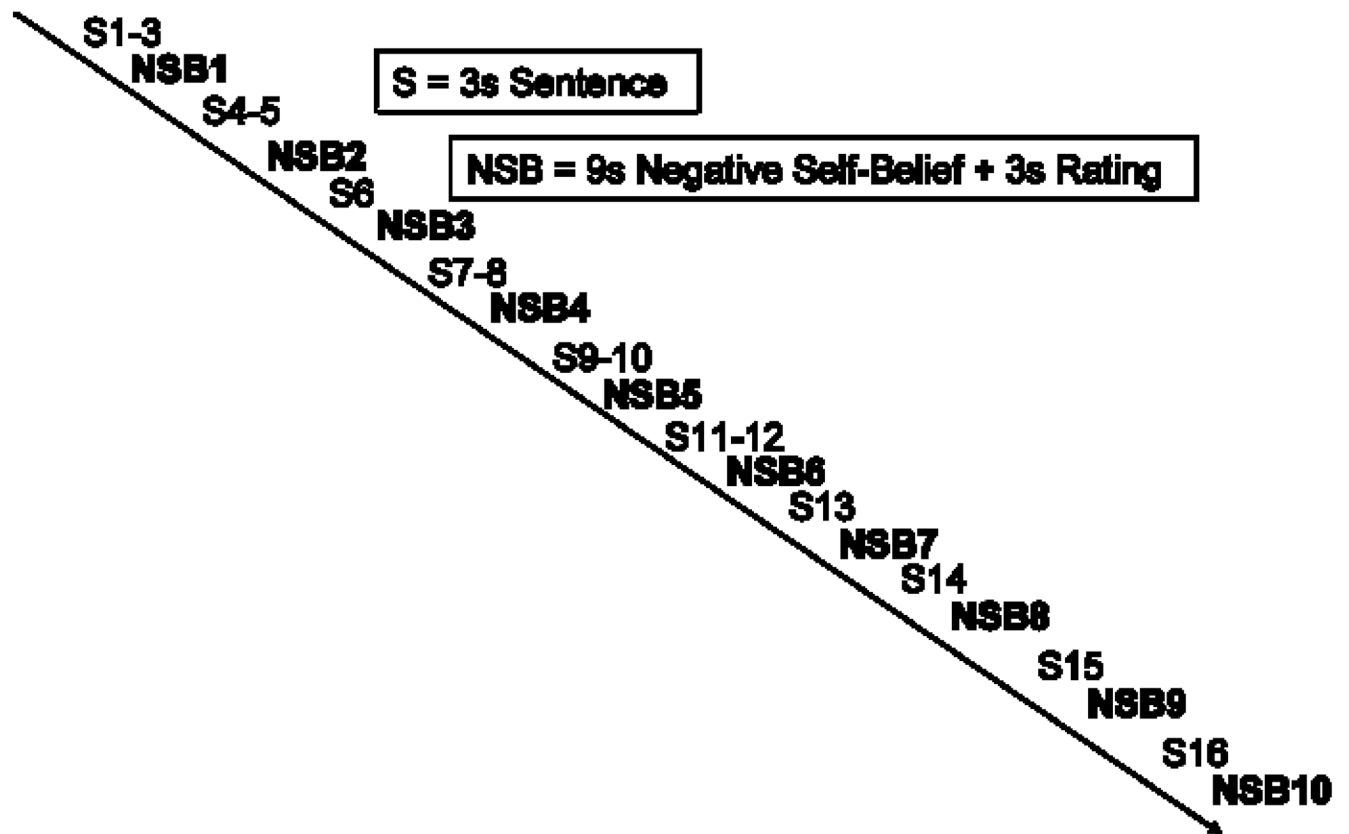 S1-3
NSB1
S = 3s Sentence
S4-5
NSB2
NSB = 9s Negative Self-Belief + 3s Rating
S6
NSB3
S7-8
NSB4
S9-10
NSB5
S11-12
NSB6
S13
NSB7
S14
NSB8
S15
NSB9
S16
NSB10